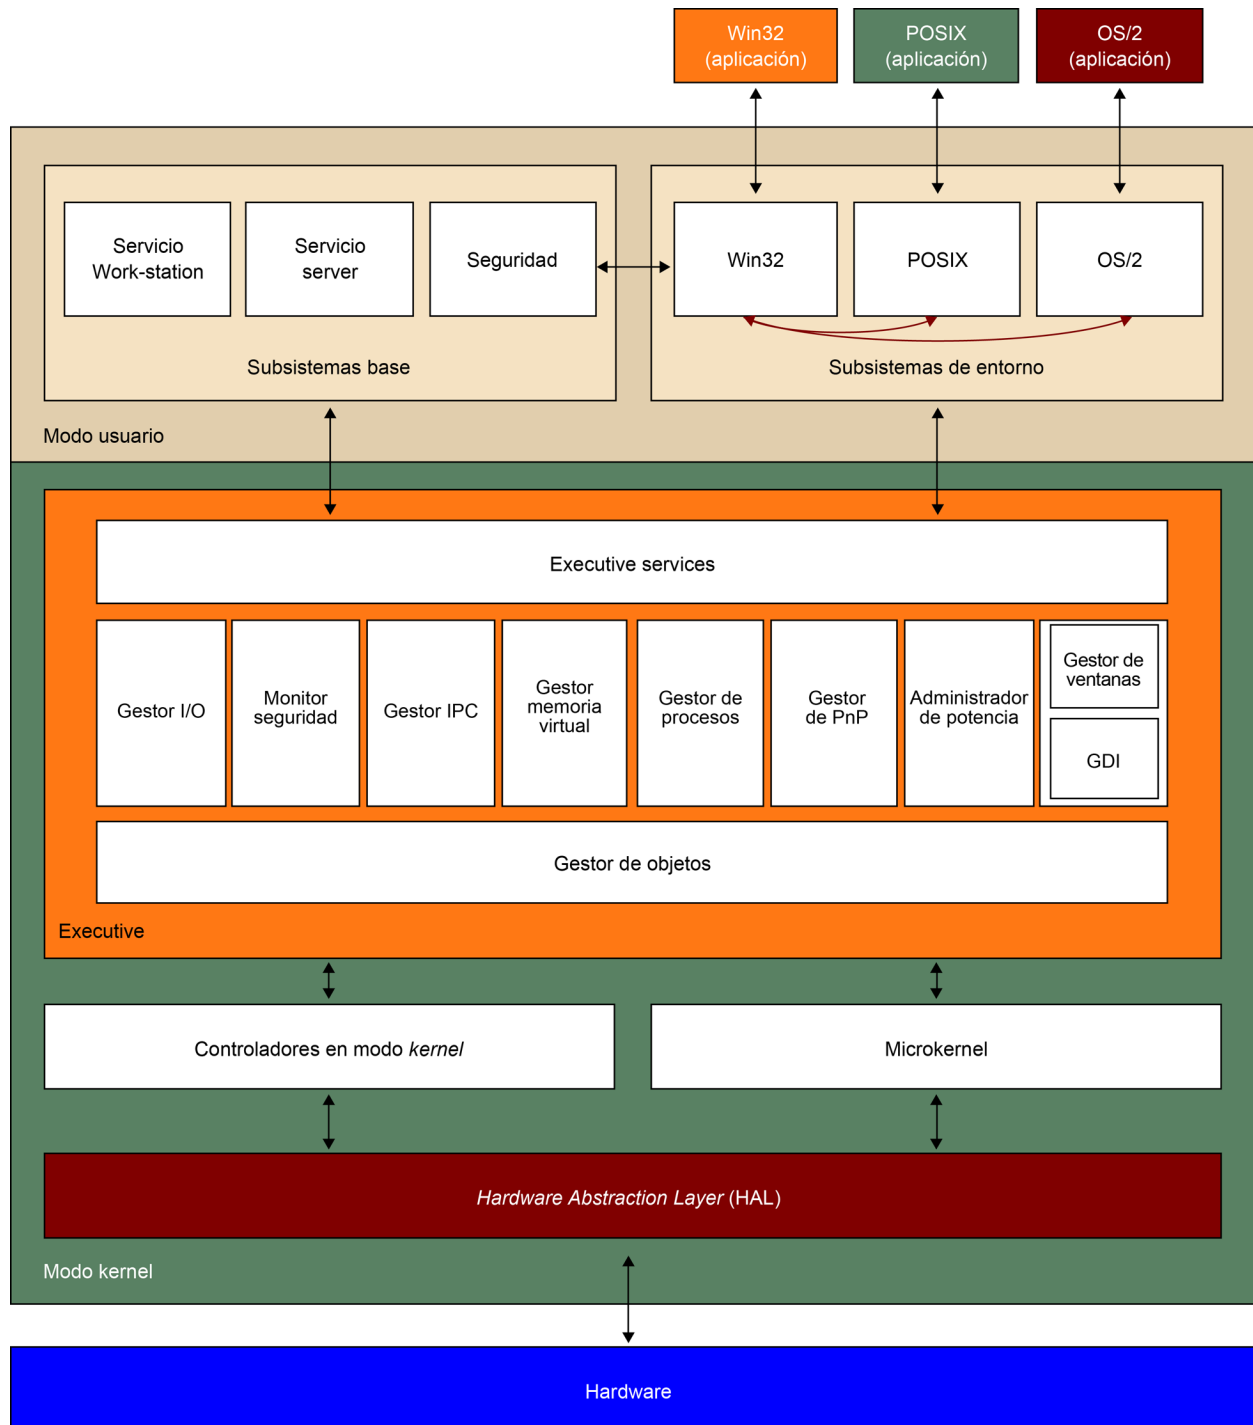 Win32
(aplicación)
POSIX
(aplicación)
OS/2
(aplicación)
Servicio
Work-station
Servicio
server
Seguridad
Win32
POSIX
OS/2
Subsistemas base
Subsistemas de entorno
Modo usuario
Executive services
Gestor I/O
Monitor
seguridad
Gestor IPC
Gestor
memoria
virtual
Gestor de
procesos
Gestor
de PnP
Administrador
de potencia
Gestor de
ventanas
GDI
Gestor de objetos
Executive
Controladores en modo kernel
Microkernel
Hardware Abstraction Layer (HAL)
Modo kernel
Hardware